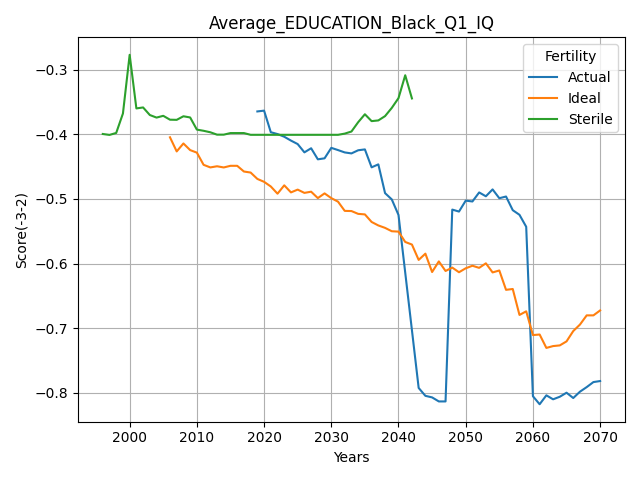 Average_EDUCATION_Black_Q1_IQ
Fertility
Actual
Ideal
Sterile
Score(-3-2)
−0.3
−0.4
−0.5
−0.6
−0.7
−0.8
2000 2010 2020 2030 2040 2050 2060 2070
Years